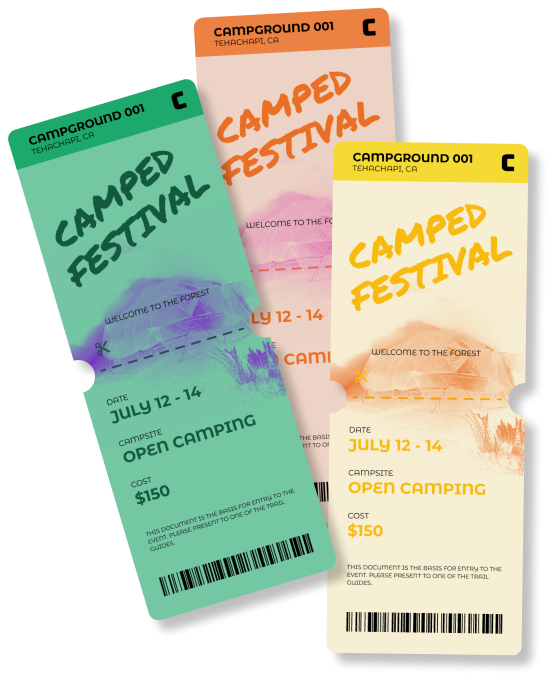 CAMPGROUND 001
TEHACHAPI, CA
CAMPED
FESTIVAL
WELCOME TO THE FOREST
DATE
JULY 12 - 14
CAMPSITE
OPEN CAMPING
COST
$150
THIS DOCUMENT IS THE BASIS FOR ENTRY TO THE
EVENT. PLEASE PRESENT TO ONE OF THE TRAIL
GUIDES.
CAMPGROUND 001
TEHACHAPI, CA
CAMPED
FESTIVAL
WELCOME TO THE FO
LY 12 - 14
CAMP
CAMPGROUND 001
TEHACHAPI, CA
CAMPED
FESTIVAL
WELCOME TO THE FOREST
DATE
JULY 12 - 14
CAMPSITE
OPEN CAMPING
COST
$150
THIS DOCUMENT IS THE BASIS FOR ENTRY TO THE
EVENT. PLEASE PRESENT TO ONE OF THE TRAIL
GUIDES.